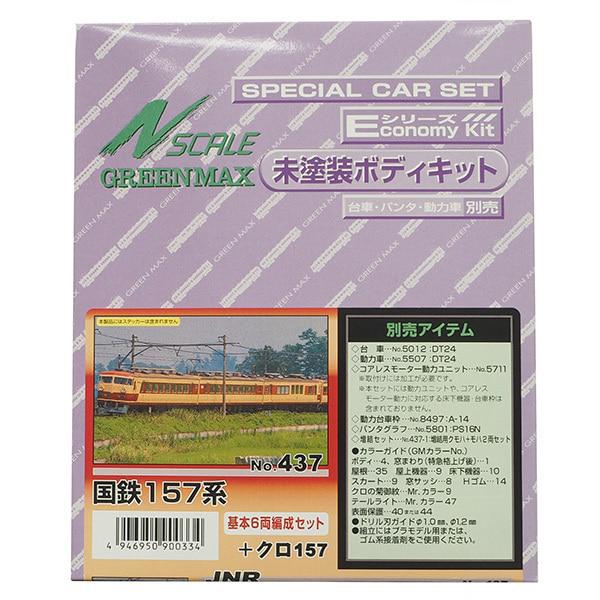 SPECIAL CAR SET
Eシリーズ
Economy Kit
N SCALE
GREENMAX
未塗装ボディキット
台車・パンタ・動力車 別売
本製品にはステッカーは含まれません
No.437
国鉄157系
基本6両編成セット
+クロ157
4 946950 900334
JNR
別売アイテム
◇台　車…No.5012:DT24
◇動力車…No.5507:DT24
◇コアレスモーター動力ユニット…No.5711
※取付けには加工が必要です。
※本セットには動力ユニットや、コアレス
モーター動力に対応する床下機器・台車枠は
含まれておりません。
◇動力台車枠…No.8497:A-14
◇パンタグラフ…No.5801:PS16N
◇増結セット…No.437-1:増結用クモハ+モハ2両セット
●カラーガイド(GMカラーNo.)
ボディ…4、窓まわり(特急格上げ後)…1
屋根…35　屋上機器…9　床下機器…10
スカート…9　窓サッシ…8　Hゴム…14
クロの菊御紋…Mr.カラー9
テールライト…Mr.カラー47
表面保護…40または44
●ドリル刃ガイドφ1.0㎜、φ1.2㎜
●組立にはプラモデル用または、
ゴム系接着剤をご使用ください。